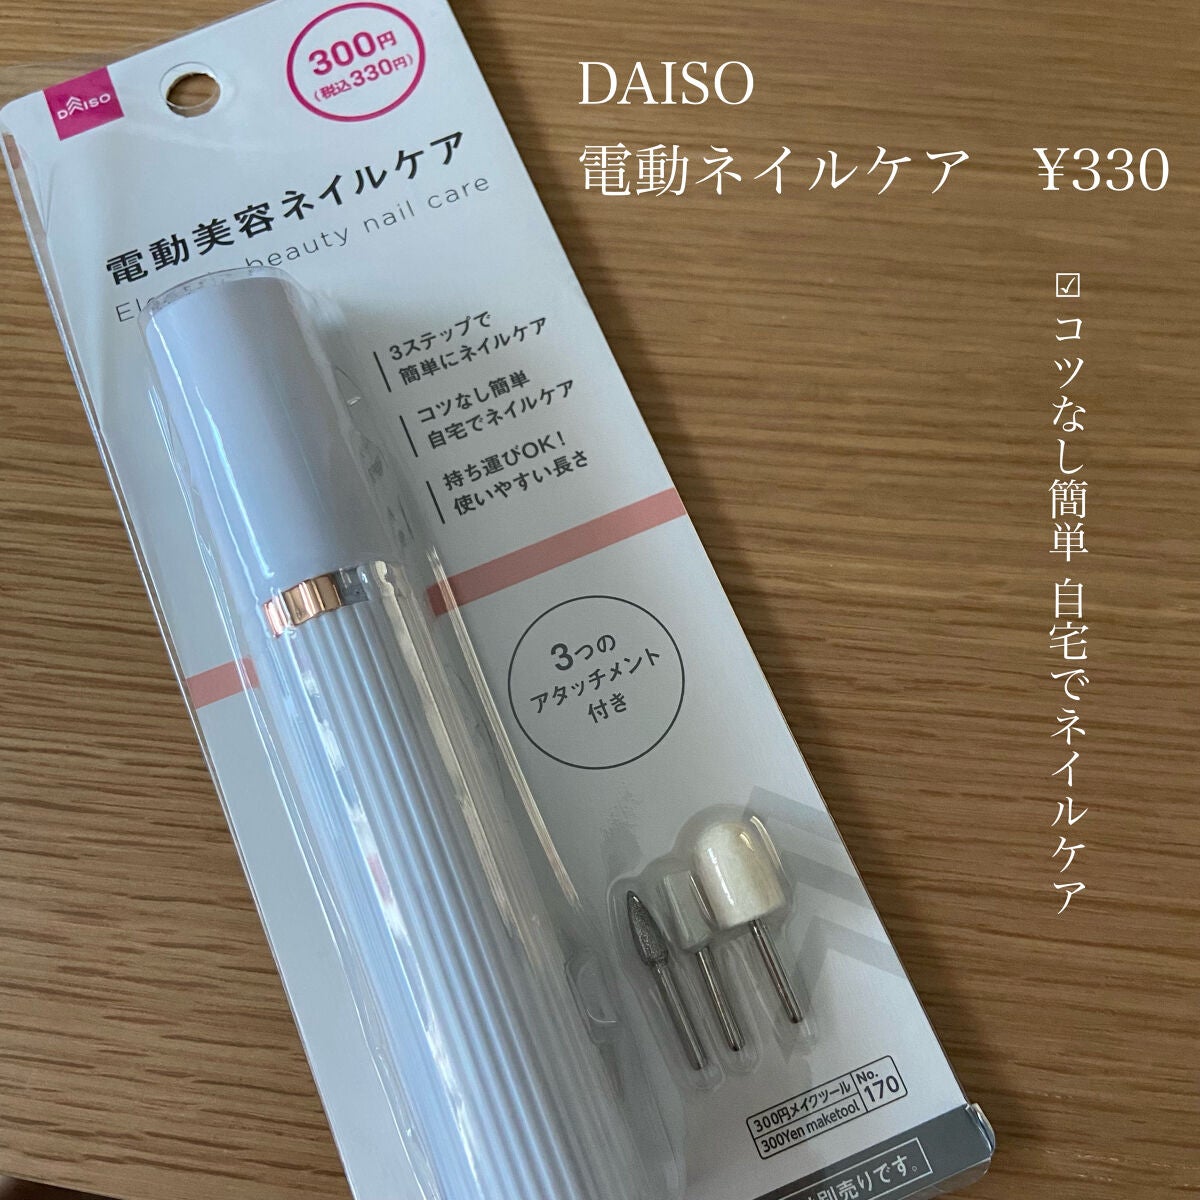 DAISO
電動ネイルケア ¥330
☑ コツなし簡単 自宅でネイルケア
DAISO
300円
(税込330円)
電動美容ネイルケア
beauty nail care
3ステップで
簡単にネイルケア
コツなし簡単
自宅でネイルケア
持ち運びOK!
使いやすい長さ
3つの
アタッチメント
付き
300円メイクツール
300Yen maketool
No.
170
別売りです。